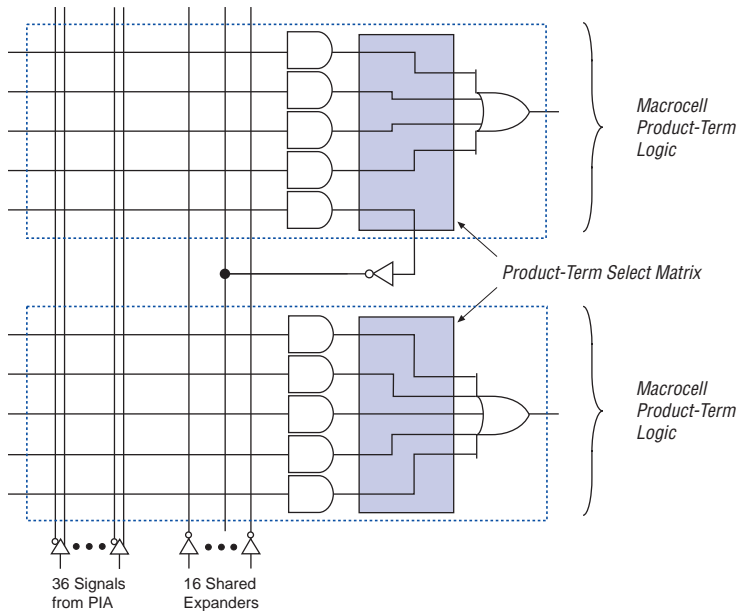 Macrocell
Product-Term
Logic
Product-Term Select Matrix
Macrocell
Product-Term
Logic
36 Signals
from PIA
16 Shared
Expanders